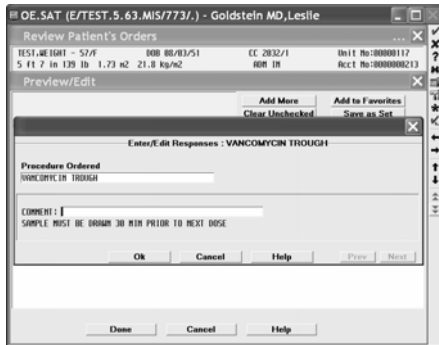 OE.SAT (E/TEST.5.63.MIS/773/.) - Goldstein MD,Leslie
Review Patient's Orders ...
TEST,WEIGHT - 57/F DOB 08/03/51 CC 2032/1 Unit No:00000117
5 ft 7 in 139 lb 1.73 m2 21.8 kg/m2 ADM IN Acct No:0000000213
Preview/Edit
Add More Add to Favorites
Clear Unchecked Save as Set
Enter/Edit Responses : VANCOMYCIN TROUGH
Procedure Ordered
VANCOMYCIN TROUGH
COMMENT:
SAMPLE MUST BE DRAWN 30 MIN PRIOR TO NEXT DOSE
Ok Cancel Help Prev Next
Done Cancel Help